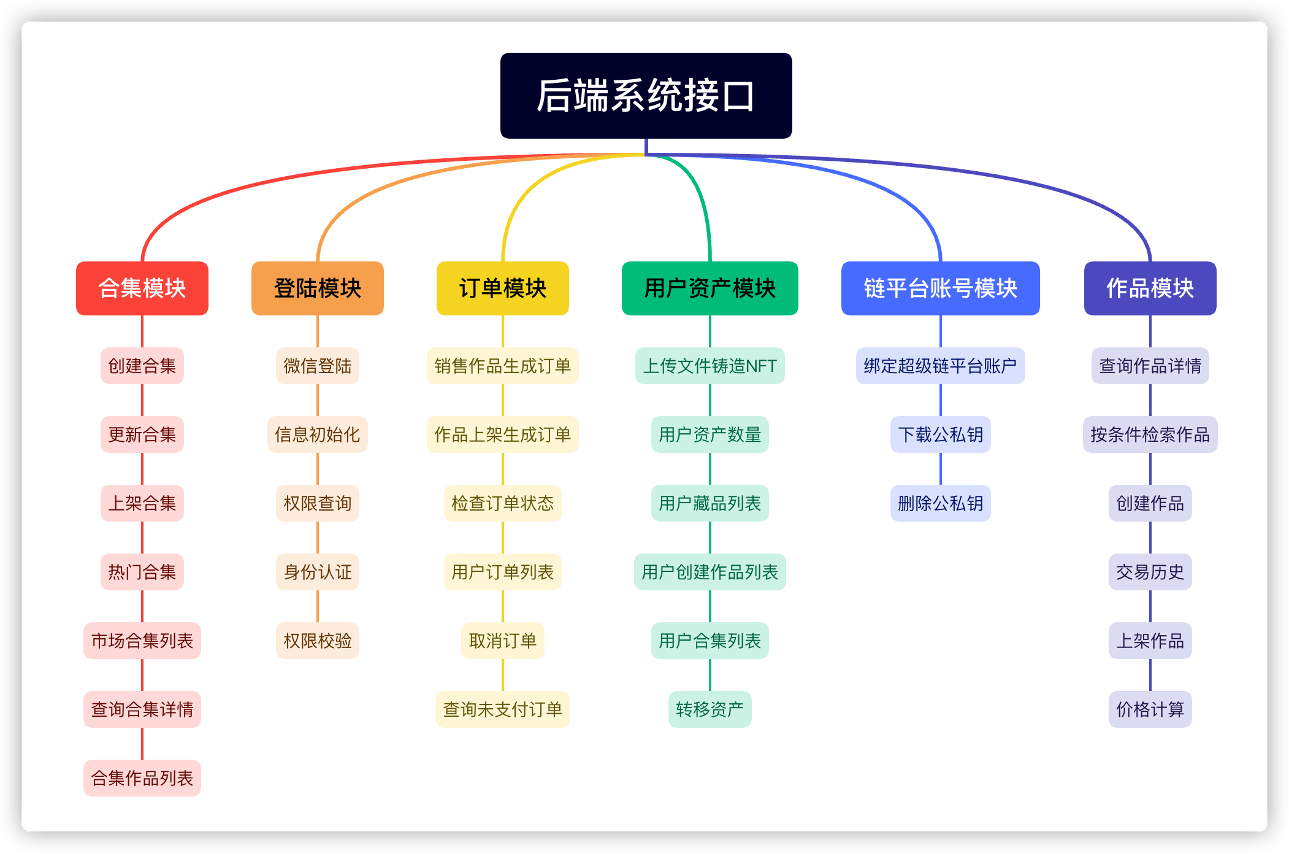 后端系统接口
合集模块
创建合集
更新合集
上架合集
热门合集
市场合集列表
查询合集详情
合集作品列表
登陆模块
微信登陆
信息初始化
权限查询
身份认证
权限校验
订单模块
销售作品生成订单
作品上架生成订单
检查订单状态
用户订单列表
取消订单
查询未支付订单
用户资产模块
上传文件铸造NFT
用户资产数量
用户藏品列表
用户创建作品列表
用户合集列表
转移资产
链平台账号模块
绑定超级链平台账户
下载公私钥
删除公私钥
作品模块
查询作品详情
按条件检索作品
创建作品
交易历史
上架作品
价格计算